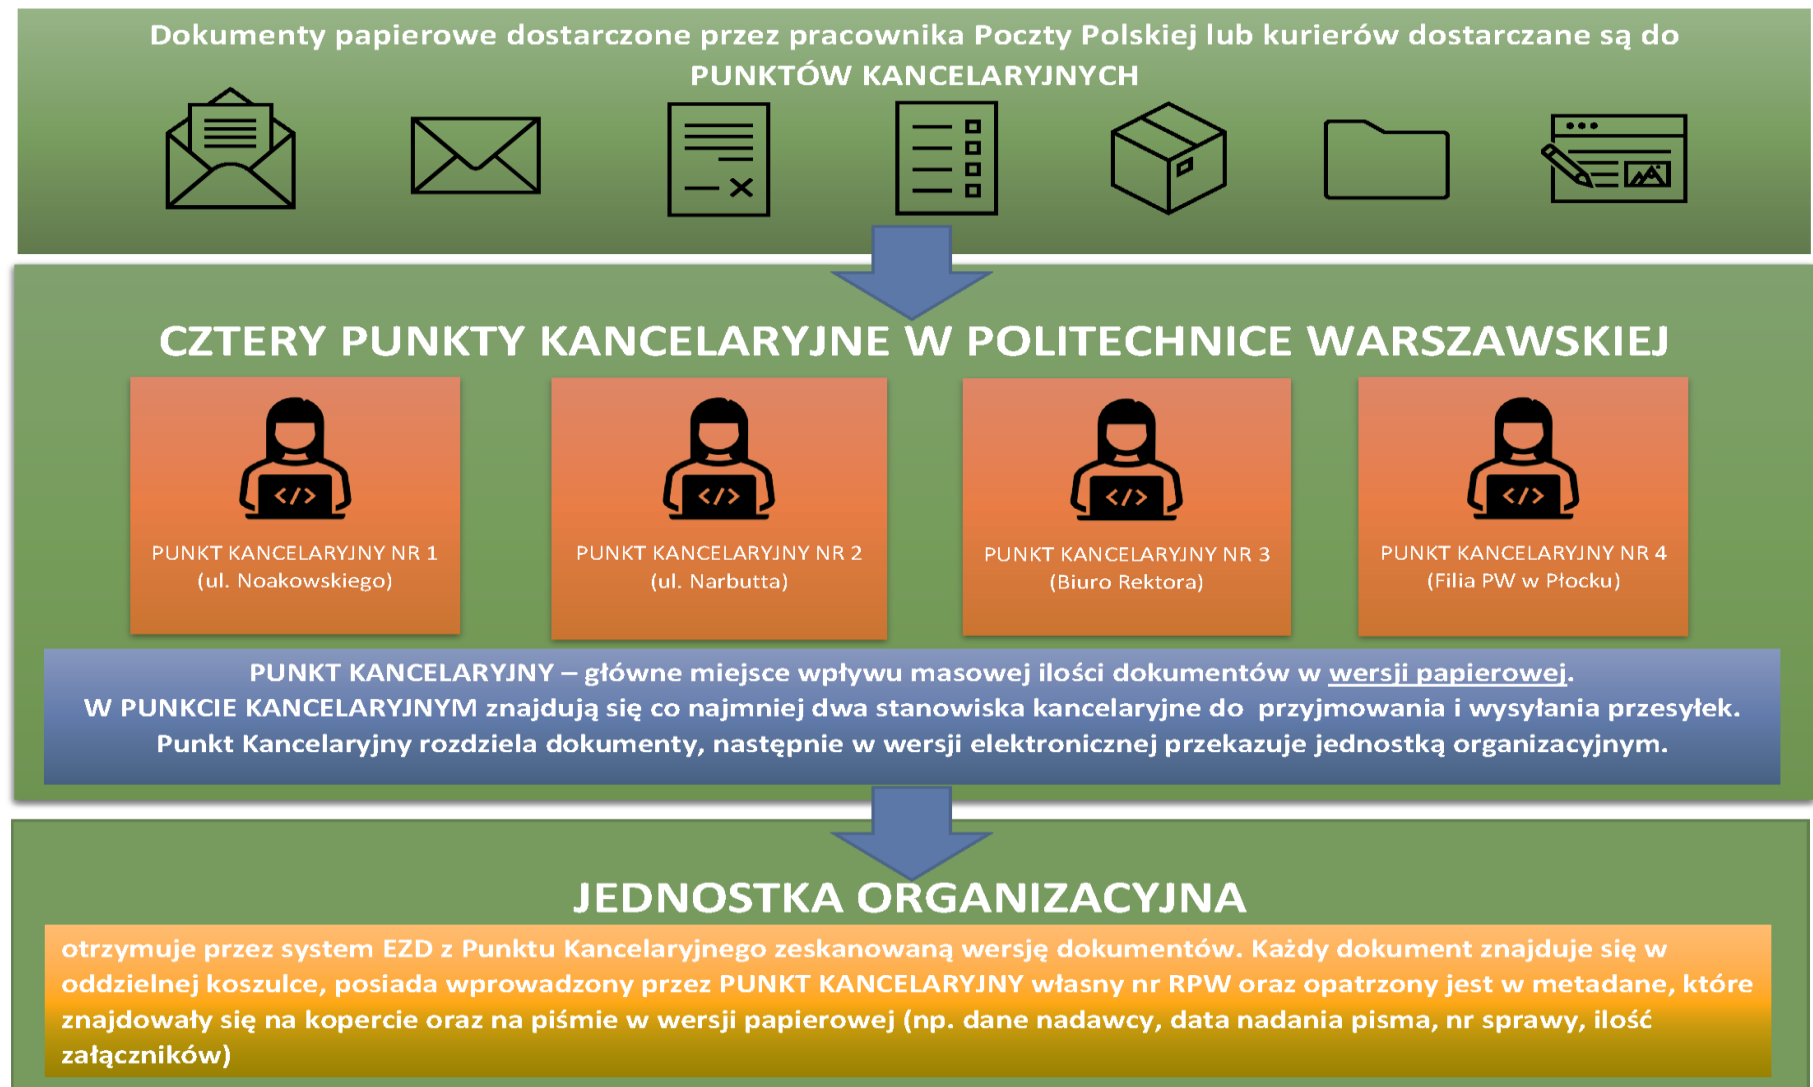 Dokumenty papierowe dostarczone przez pracownika Poczty Polskiej lub kurierów dostarczane są do
PUNKTÓW KANCELARYJNYCH
CZTERY PUNKTY KANCELARYJNE W POLITECHNICE WARSZAWSKIEJ
</>
PUNKT KANCELARYJNY NR 1
(ul. Noakowskiego)
</>
PUNKT KANCELARYJNY NR 2
(ul. Narbutta)
</>
PUNKT KANCELARYJNY NR 3
(Biuro Rektora)
</>
PUNKT KANCELARYJNY NR 4
(Filia PW w Płocku)
PUNKT KANCELARYJNY – główne miejsce wpływu masowej ilości dokumentów w wersji papierowej.
W PUNKCIE KANCELARYJNYM znajdują się co najmniej dwa stanowiska kancelaryjne do przyjmowania i wysyłania przesyłek.
Punkt Kancelaryjny rozdziela dokumenty, następnie w wersji elektronicznej przekazuje jednostką organizacyjnym.
JEDNOSTKA ORGANIZACYJNA
otrzymuje przez system EZD z Punktu Kancelaryjnego zeskanowaną wersję dokumentów. Każdy dokument znajduje się w
oddzielnej koszulce, posiada wprowadzony przez PUNKT KANCELARYJNY własny nr RPW oraz opatrzony jest w metadane, które
znajdowały się na kopercie oraz na piśmie w wersji papierowej (np. dane nadawcy, data nadania pisma, nr sprawy, ilość
załączników)